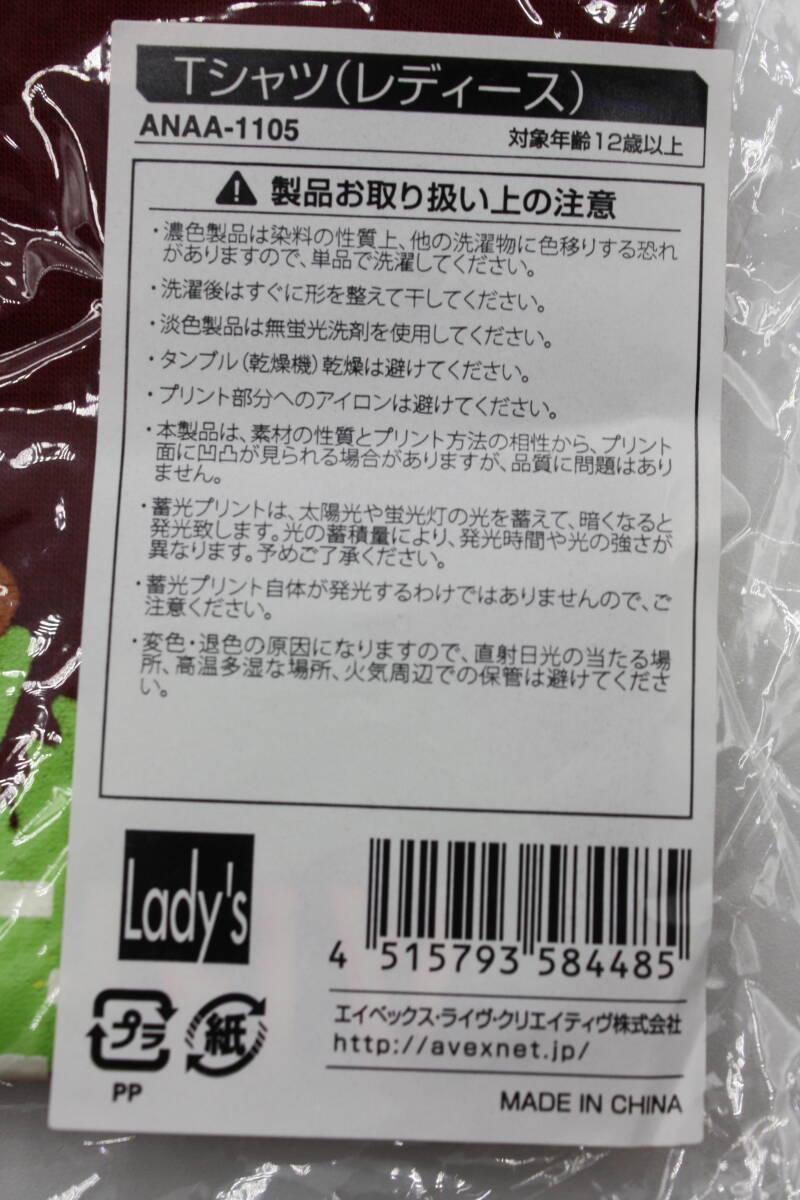 Tシャツ(レディース)
ANAA-1105
対象年齢12歳以上
製品お取り扱い上の注意
・濃色製品は染料の性質上、他の洗濯物に色移りする恐れ
がありますので、単品で洗濯してください。
・洗濯後はすぐに形を整えて干してください。
・淡色製品は無蛍光洗剤を使用してください。
・タンブル(乾燥機)乾燥は避けてください。
・プリント部分へのアイロンは避けてください。
・本製品は、素材の性質とプリント方法の相性から、プリント
面に凹凸が見られる場合がありますが、品質に問題はあり
ません。
・蓄光プリントは、太陽光や蛍光灯の光を蓄えて、暗くなると
発光致します。光の蓄積量により、発光時間や光の強さが
異なります。予めご了承ください。
・蓄光プリント自体が発光するわけではありませんので、ご
注意ください。
・変色・退色の原因になりますので、直射日光の当たる場
所、高温多湿な場所、火気周辺での保管は避けてくださ
い。
Lady's
4 515793 584485
プラ
PP
紙
エイベックス・ライヴ・クリエイティヴ株式会社
http://avexnet.jp/
MADE IN CHINA